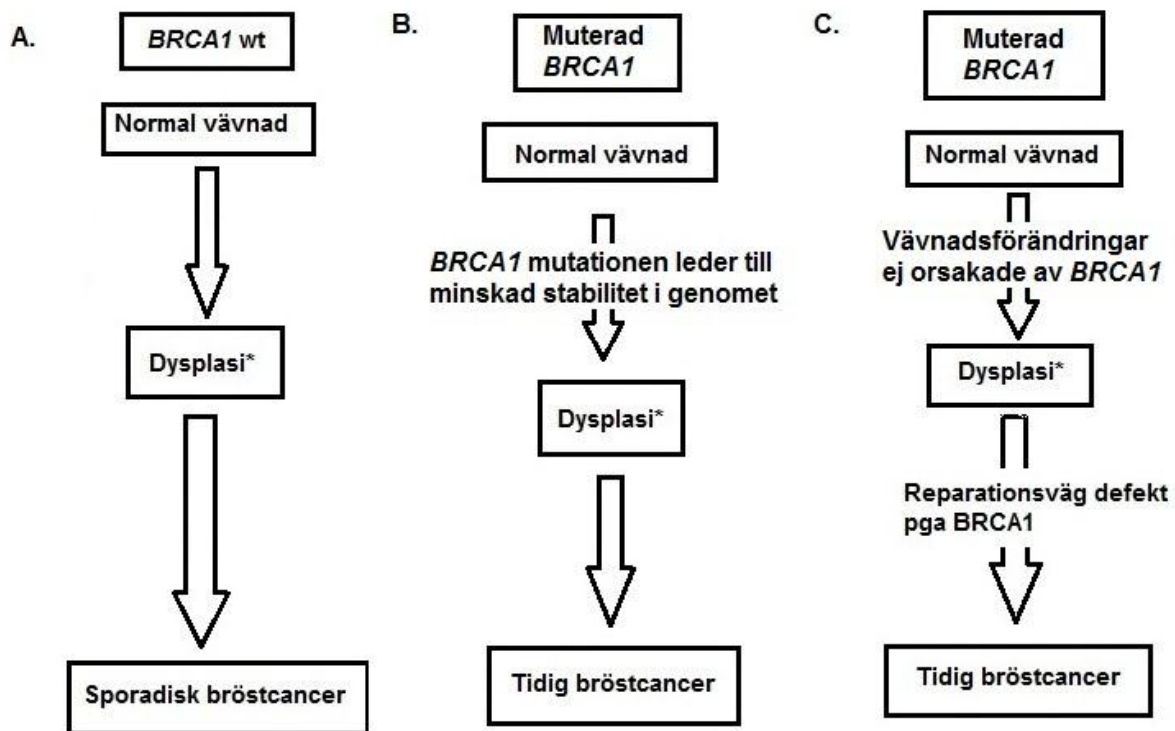 A.
BRCA1 wt
Normal vävnad
Dysplasi*
Sporadisk bröstcancer
B.
Muterad
BRCA1
Normal vävnad
BRCA1 mutationen leder till
minskad stabilitet i genomet
Dysplasi*
Tidig bröstcancer
C.
Muterad
BRCA1
Normal vävnad
Vävnadsförändringar
ej orsakade av BRCA1
Dysplasi*
Reparationsväg defekt
pga BRCA1
Tidig bröstcancer